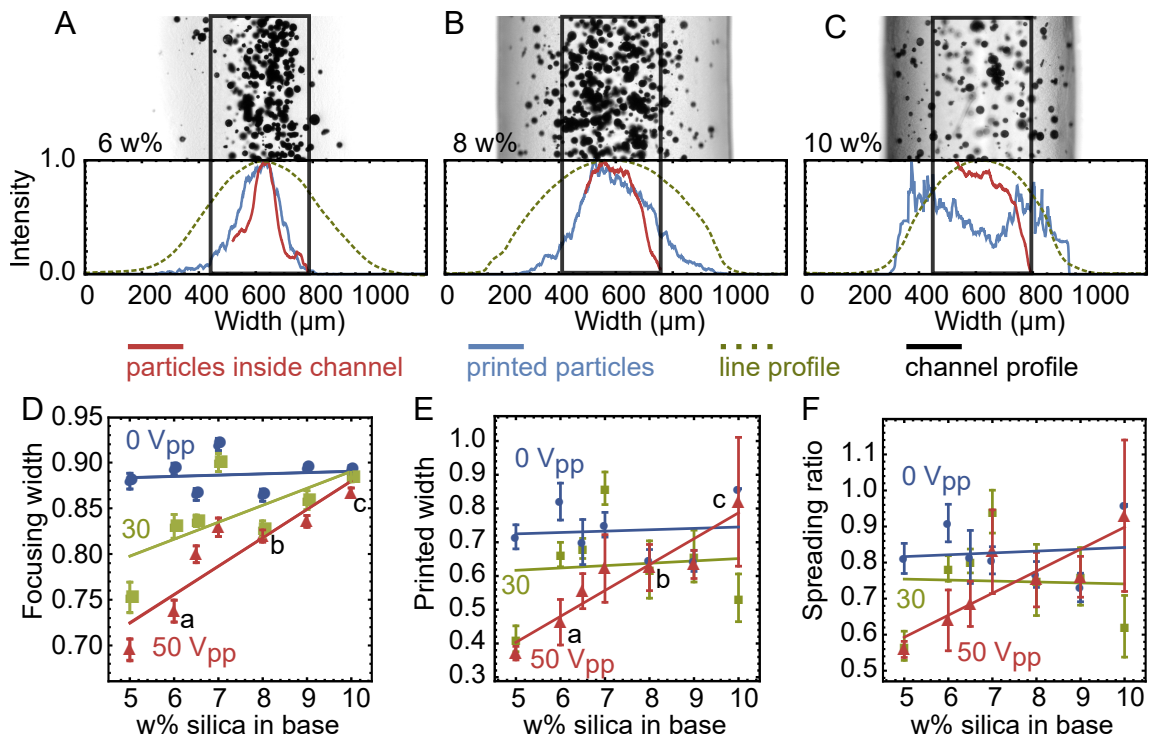 A
B
C
6 w%
8 w%
10 w%
Intensity
1.0
0.0
0 200 400 600 800 1000
0 200 400 600 800 1000
0 200 400 600 800 1000
Width (µm)
Width (µm)
Width (µm)
particles inside channel
printed particles
line profile
channel profile
D
Focusing width
0.95
0.90
0.85
0.80
0.75
0.70
0 Vpp
30
50 Vpp
a
b
c
5 6 7 8 9 10
w% silica in base
E
Printed width
1.0
0.9
0.8
0.7
0.6
0.5
0.4
0.3
0 Vpp
30
50 Vpp
a
b
c
5 6 7 8 9 10
w% silica in base
F
Spreading ratio
1.0
0.9
0.8
0.7
0.6
0.5
0 Vpp
30
50 Vpp
5 6 7 8 9 10
w% silica in base